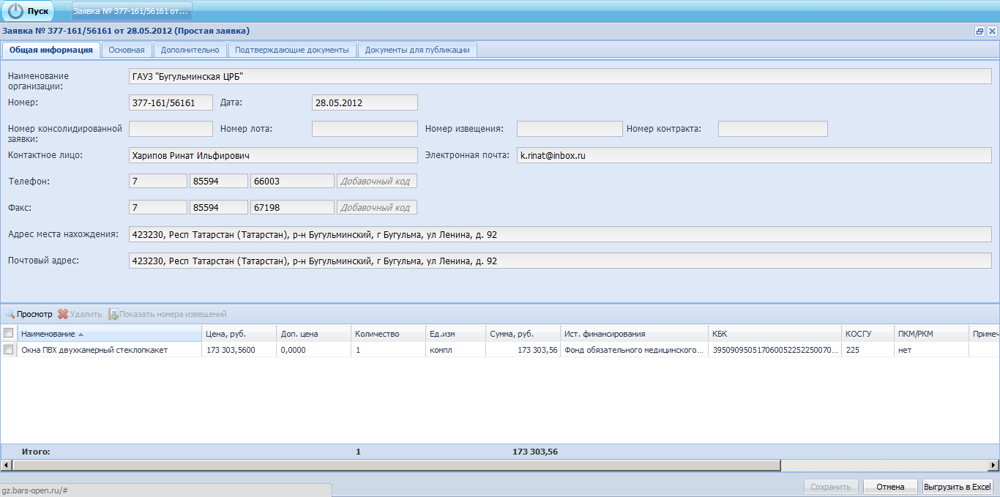 Пуск
Заявка № 377-161/56161 от...
Заявка № 377-161/56161 от 28.05.2012 (Простая заявка)
Общая информация Основная Дополнительно Подтверждающие документы Документы для публикации
Наименование организации: ГАУЗ "Бугульминская ЦРБ"
Номер: 377-161/56161 Дата: 28.05.2012
Номер консолидированной заявки: Номер лота: Номер извещения: Номер контракта:
Контактное лицо: Харипов Ринат Ильфирович Электронная почта: k.rinat@inbox.ru
Телефон: 7 85594 66003 Добавочный код
Факс: 7 85594 67198 Добавочный код
Адрес места нахождения: 423230, Респ Татарстан (Татарстан), р-н Бугульминский, г Бугульма, ул Ленина, д. 92
Почтовый адрес: 423230, Респ Татарстан (Татарстан), р-н Бугульминский, г Бугульма, ул Ленина, д. 92
Просмотр Удалить Показать номера извещений
Наименование Цена, руб. Доп. цена Количество Ед.изм Сумма, руб. Ист. финансирования КБК КОСГУ ПКМ/РКМ Примеч
Окна ПВХ двухкамерный стеклопкакет 173 303,5600 0,0000 1 компл 173 303,56 Фонд обязательного медицинского... 395090950517060052252250070... 225 нет
Итого: 1 173 303,56
Сохранить Отмена Выгрузить в Excel
gz.bars-open.ru/#